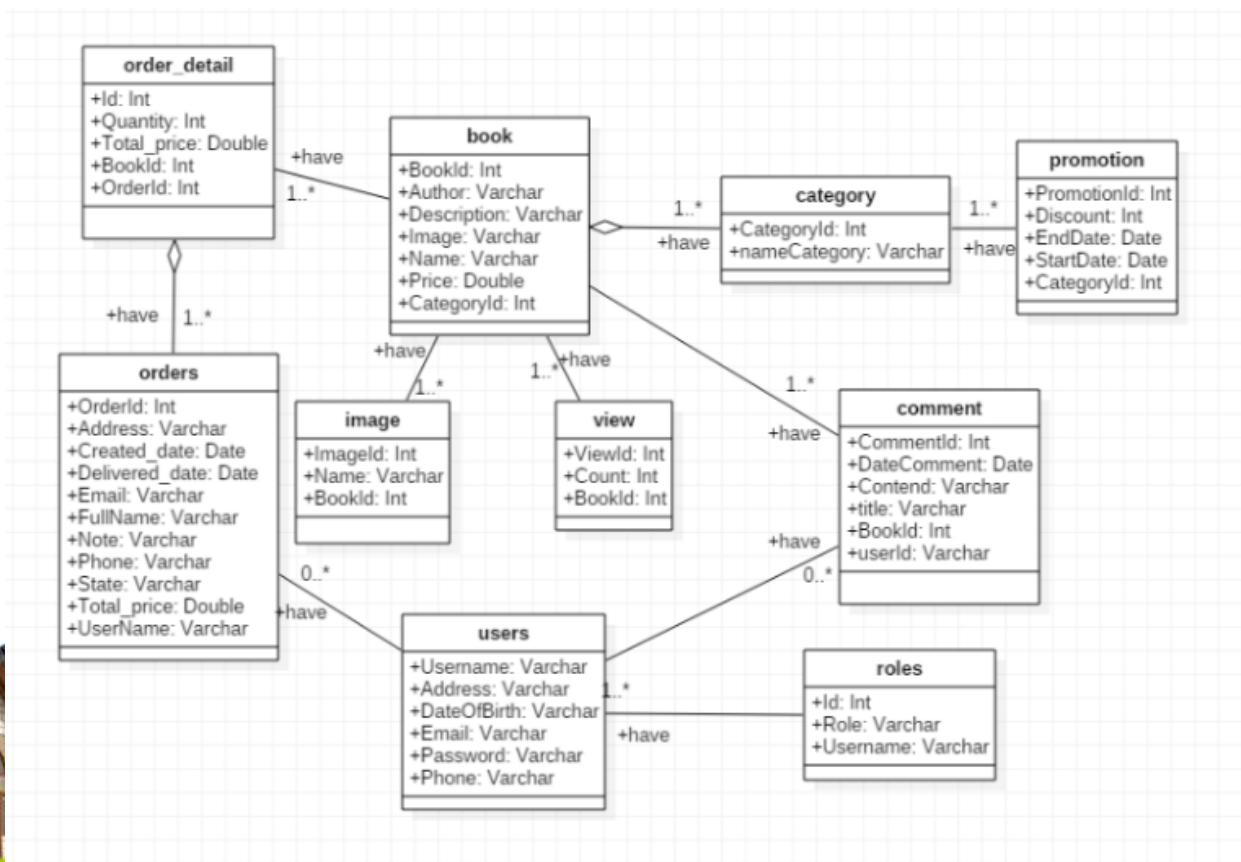 order_detail
+Id: Int
+Quantity: Int
+Total_price: Double
+BookId: Int
+OrderId: Int
+have
1..*
book
+BookId: Int
+Author: Varchar
+Description: Varchar
+Image: Varchar
+Name: Varchar
+Price: Double
+CategoryId: Int
1..*
+have
category
+CategoryId: Int
+nameCategory: Varchar
1..*
+have
promotion
+PromotionId: Int
+Discount: Int
+EndDate: Date
+StartDate: Date
+CategoryId: Int
+have
1..*
orders
+OrderId: Int
+Address: Varchar
+Created_date: Date
+Delivered_date: Date
+Email: Varchar
+FullName: Varchar
+Note: Varchar
+Phone: Varchar
+State: Varchar
+Total_price: Double
+UserName: Varchar
+have
1..*
image
+ImageId: Int
+Name: Varchar
+BookId: Int
+have
1..*
view
+ViewId: Int
+Count: Int
+BookId: Int
1..*
+have
comment
+CommentId: Int
+DateComment: Date
+Contend: Varchar
+title: Varchar
+BookId: Int
+userId: Varchar
+have
0..*
0..*
+have
users
+Username: Varchar
+Address: Varchar
+DateOfBirth: Varchar
+Email: Varchar
+Password: Varchar
+Phone: Varchar
1..*
+have
roles
+Id: Int
+Role: Varchar
+Username: Varchar